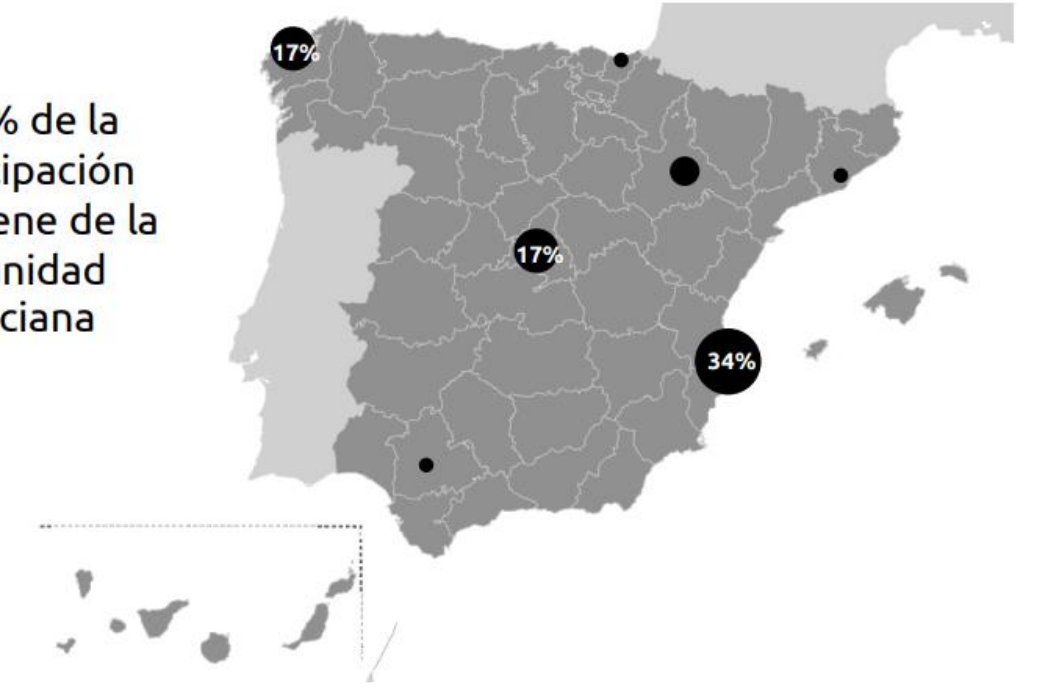 17%
% de la
ipación
ene de la
nidad
ciana
17%
34%